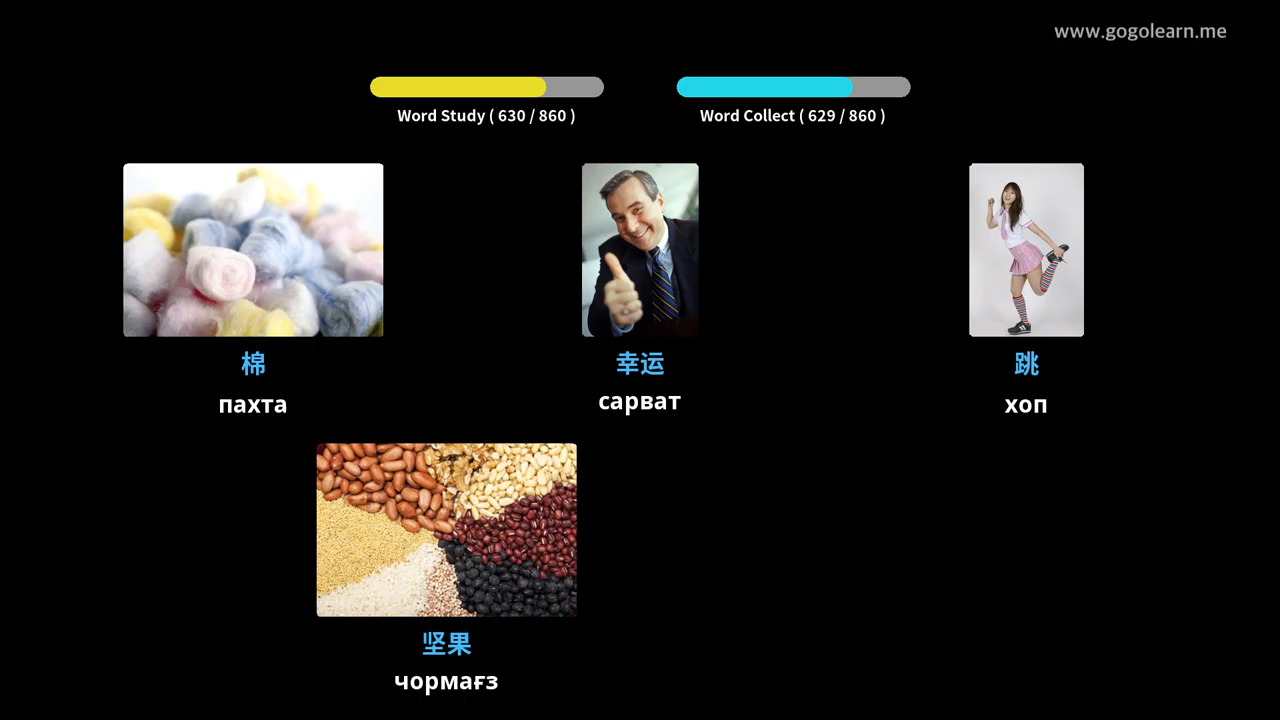 www.gogolearn.me
Word Study ( 630 / 860 )
Word Collect ( 629 / 860 )
棉
пахта
幸运
сарват
跳
хоп
坚果
чормағз